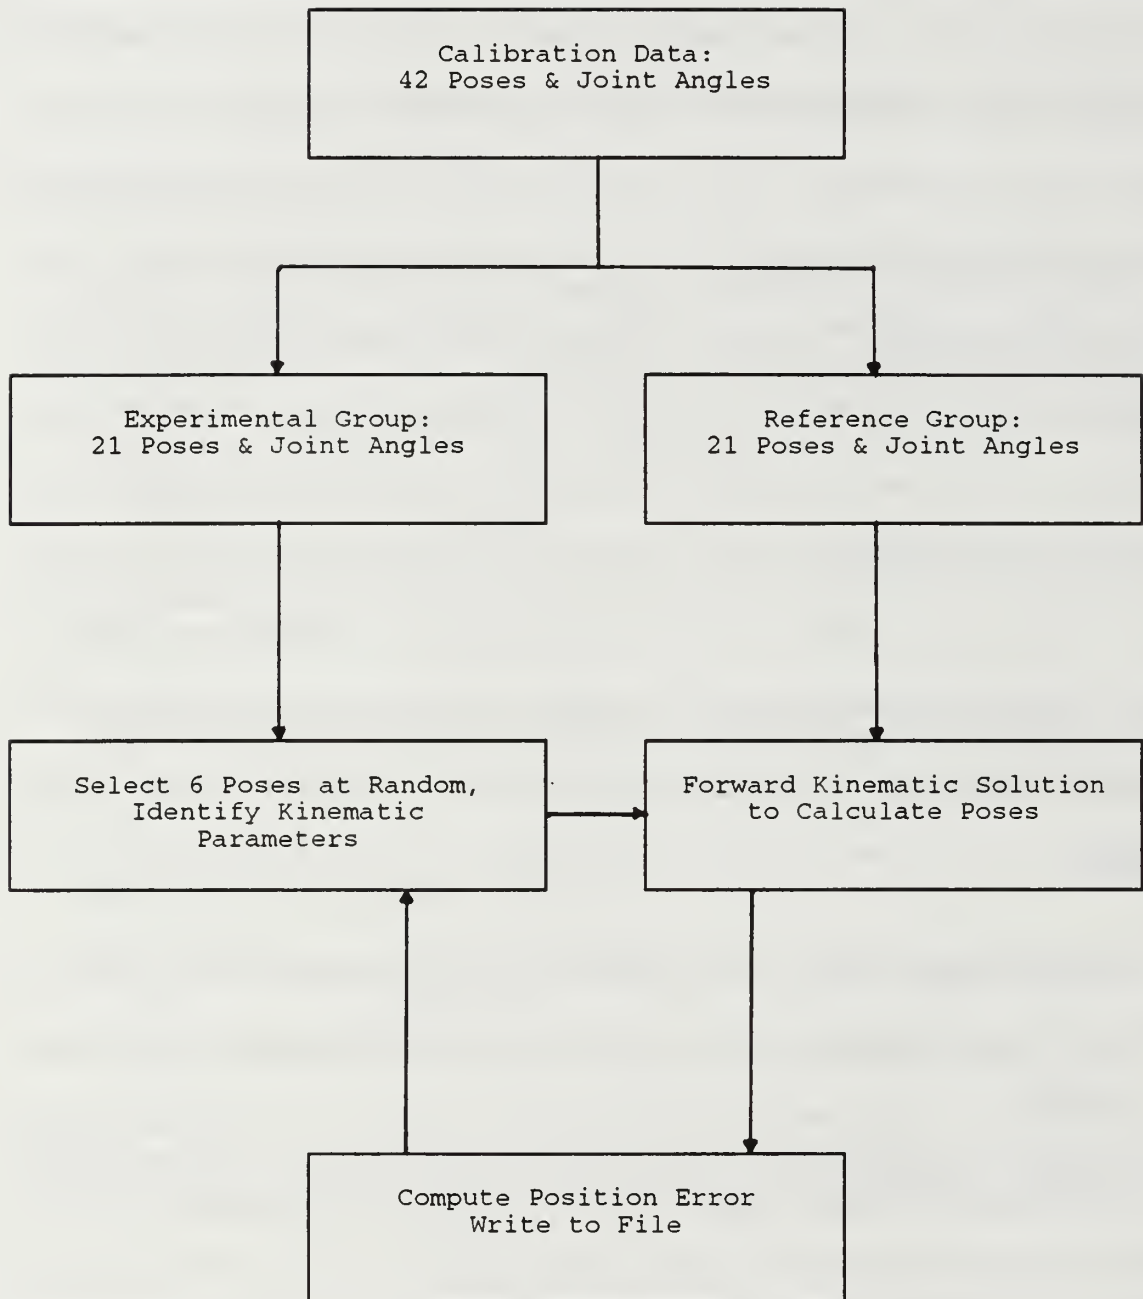 Calibration Data:
42 Poses & Joint Angles
Experimental Group:
21 Poses & Joint Angles
Reference Group:
21 Poses & Joint Angles
Select 6 Poses at Random,
Identify Kinematic
Parameters
Forward Kinematic Solution
to Calculate Poses
Compute Position Error
Write to File